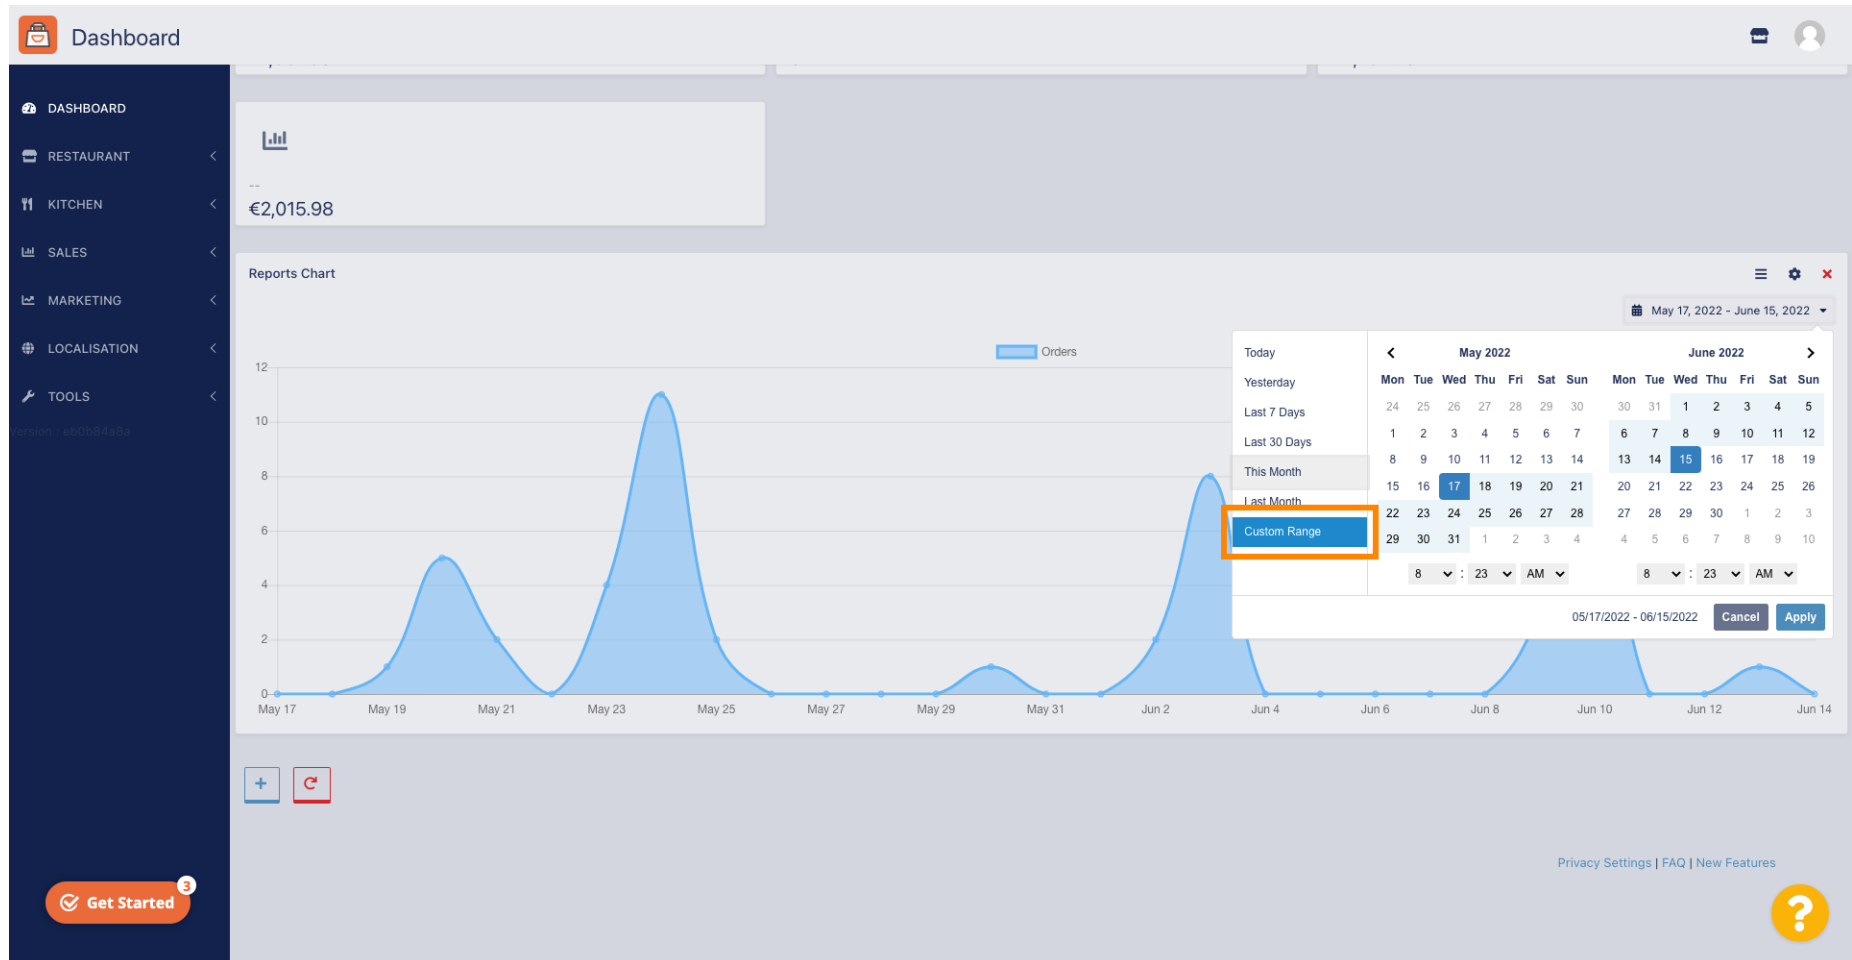 Dashboard
DASHBOARD
RESTAURANT
KITCHEN
SALES
MARKETING
LOCALISATION
TOOLS
Version : eb0b84a8a
Get Started
3
--
€2,015.98
Reports Chart
May 17, 2022 - June 15, 2022
Orders
12
10
8
6
4
2
0
May 17 May 19 May 21 May 23 May 25 May 27 May 29 May 31 Jun 2 Jun 4 Jun 6 Jun 8 Jun 10 Jun 12 Jun 14
Today
Yesterday
Last 7 Days
Last 30 Days
This Month
Last Month
Custom Range
May 2022
Mon Tue Wed Thu Fri Sat Sun
24 25 26 27 28 29 30
1 2 3 4 5 6 7
8 9 10 11 12 13 14
15 16 17 18 19 20 21
22 23 24 25 26 27 28
29 30 31 1 2 3 4
8 : 23 AM
June 2022
Mon Tue Wed Thu Fri Sat Sun
30 31 1 2 3 4 5
6 7 8 9 10 11 12
13 14 15 16 17 18 19
20 21 22 23 24 25 26
27 28 29 30 1 2 3
4 5 6 7 8 9 10
8 : 23 AM
05/17/2022 - 06/15/2022 Cancel Apply
+
Privacy Settings | FAQ | New Features
?